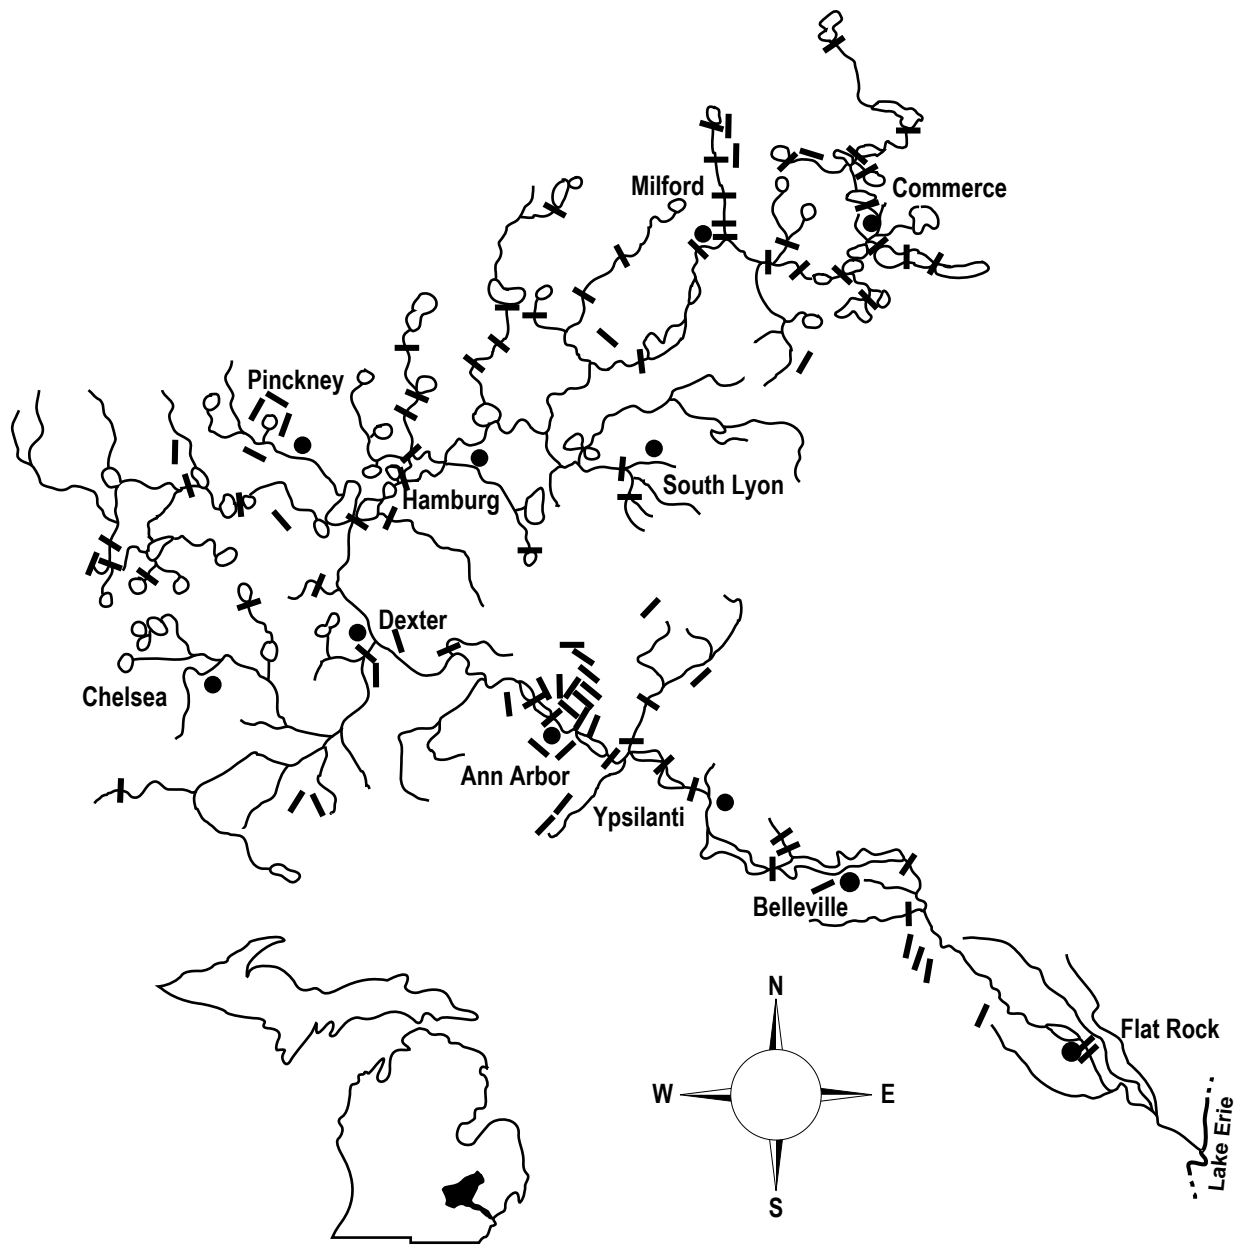 Milford
Commerce
Pinckney
South Lyon
Hamburg
Dexter
Chelsea
Ann Arbor
Ypsilanti
Belleville
N
Flat Rock
W
E
S
Lake Erie